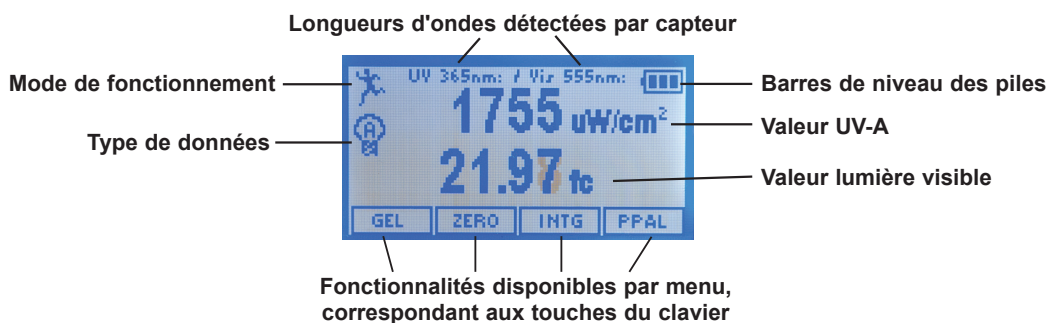 Longueurs d'ondes détectées par capteur
Mode de fonctionnement
UV 365nm: / Vis 555nm:
Barres de niveau des piles
1755 uW/cm²
Valeur UV-A
Type de données
A
21.97 fc
Valeur lumière visible
GEL ZERO INTG PPAL
Fonctionnalités disponibles par menu,
correspondant aux touches du clavier